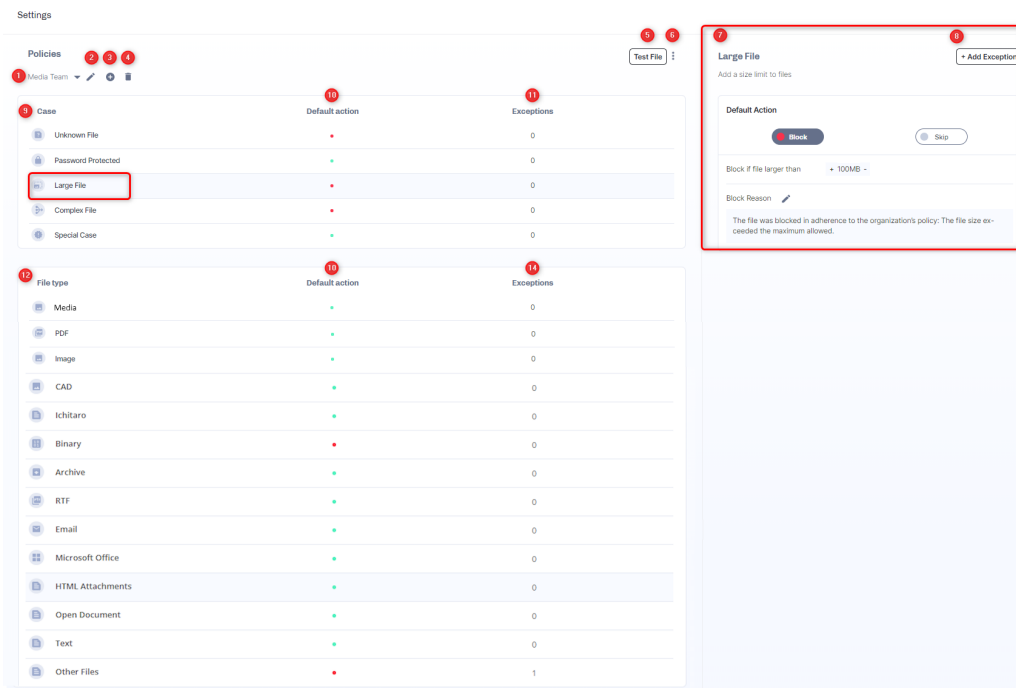 Settings
Policies
2 3 4
5 6
Test File
1 Media Team
7 8
Large File
+ Add Exception
Add a size limit to files
9 Case
10
Default action
11
Exceptions
Unknown File 0
Password Protected 0
Large File 0
Complex File 0
Special Case 0
Default Action
Block Skip
Block if file larger than + 100MB -
Block Reason
The file was blocked in adherence to the organization's policy: The file size ex-
ceeded the maximum allowed.
12
File type
10
Default action
14
Exceptions
Media 0
PDF 0
Image 0
CAD 0
Ichitaro 0
Binary 0
Archive 0
RTF 0
Email 0
Microsoft Office 0
HTML Attachments 0
Open Document 0
Text 0
Other Files 1